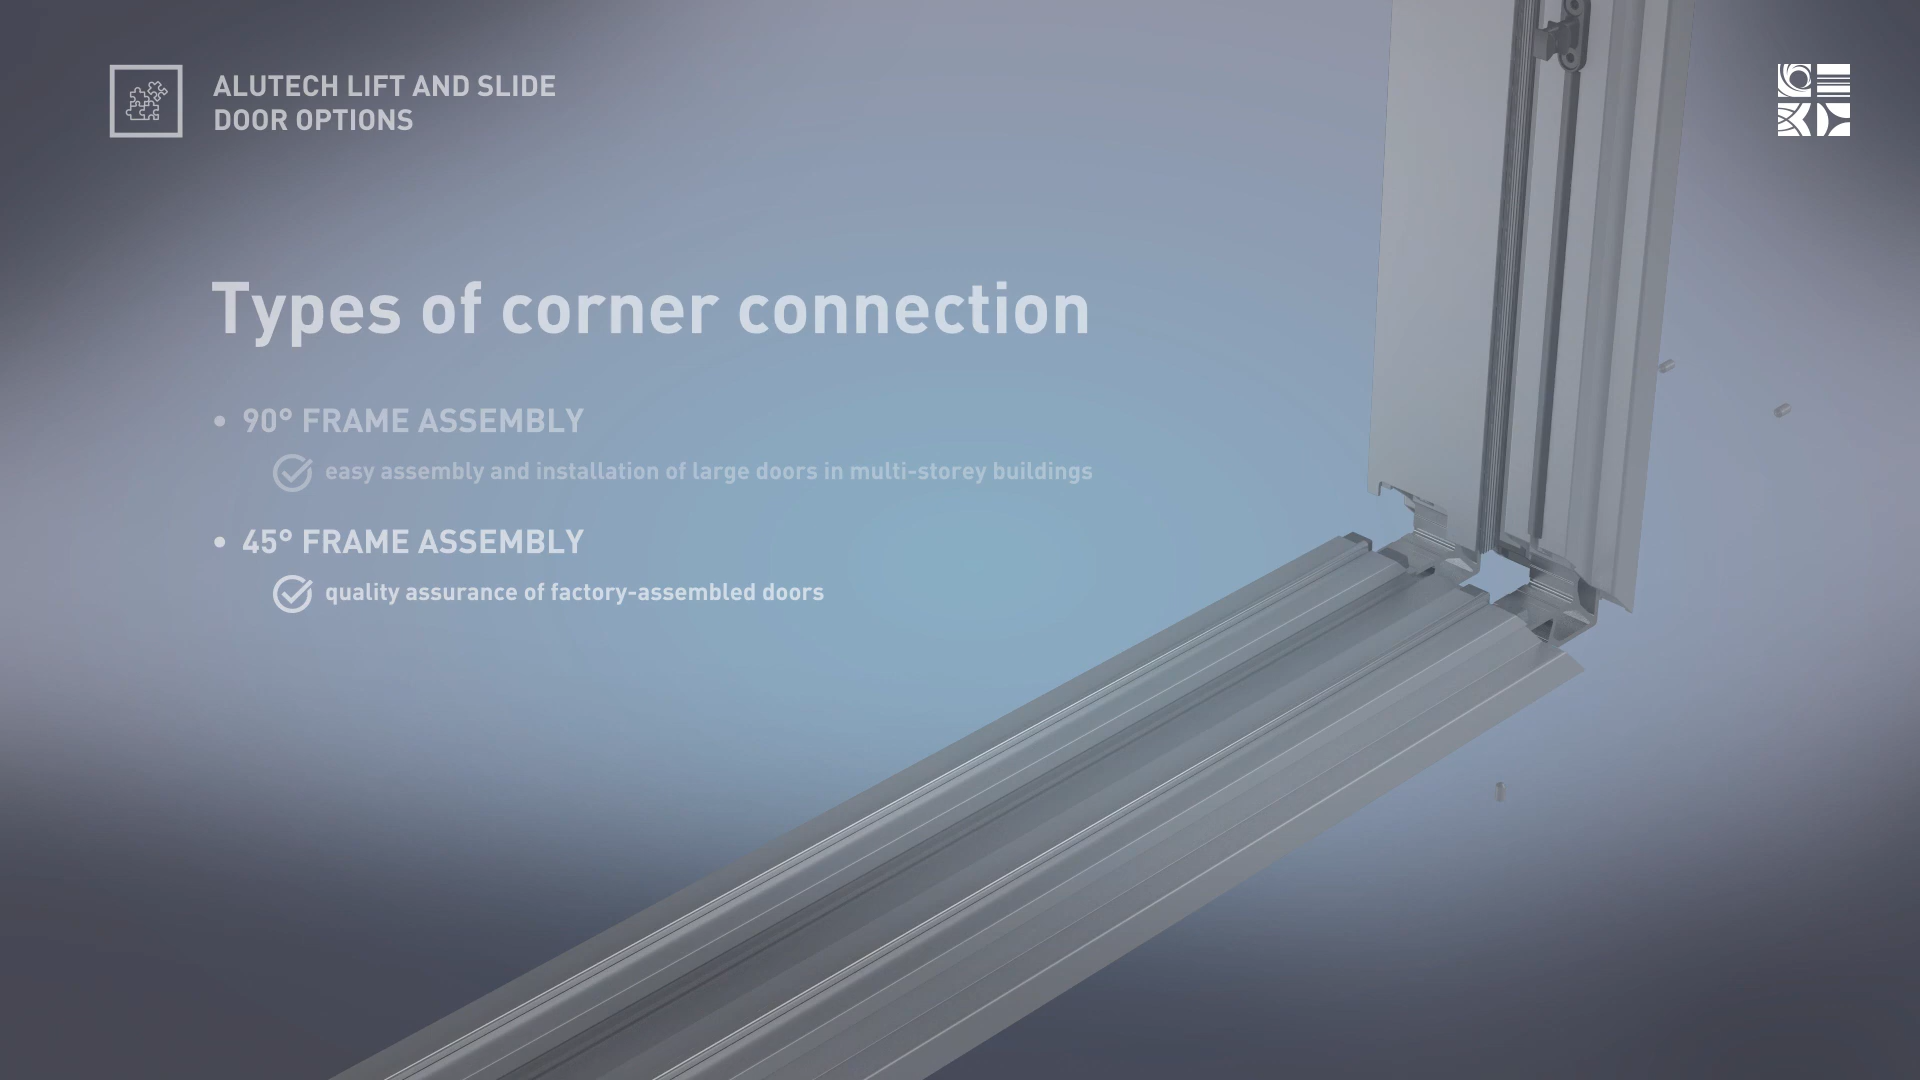 ALUTECH LIFT AND SLIDE
DOOR OPTIONS
Types of corner connection
• 90° FRAME ASSEMBLY
easy assembly and installation of large doors in multi-storey buildings
• 45° FRAME ASSEMBLY
quality assurance of factory-assembled doors